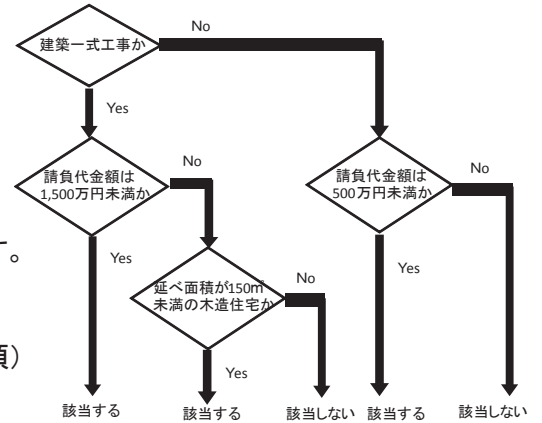 建築一式工事か
No
Yes
請負代金額は
1,500万円未満か
No
請負代金額は
500万円未満か
No
す。
Yes
延べ面積が150㎡
未満の木造住宅か
No
Yes
Yes
該当する
該当する
該当しない
該当する
該当しない